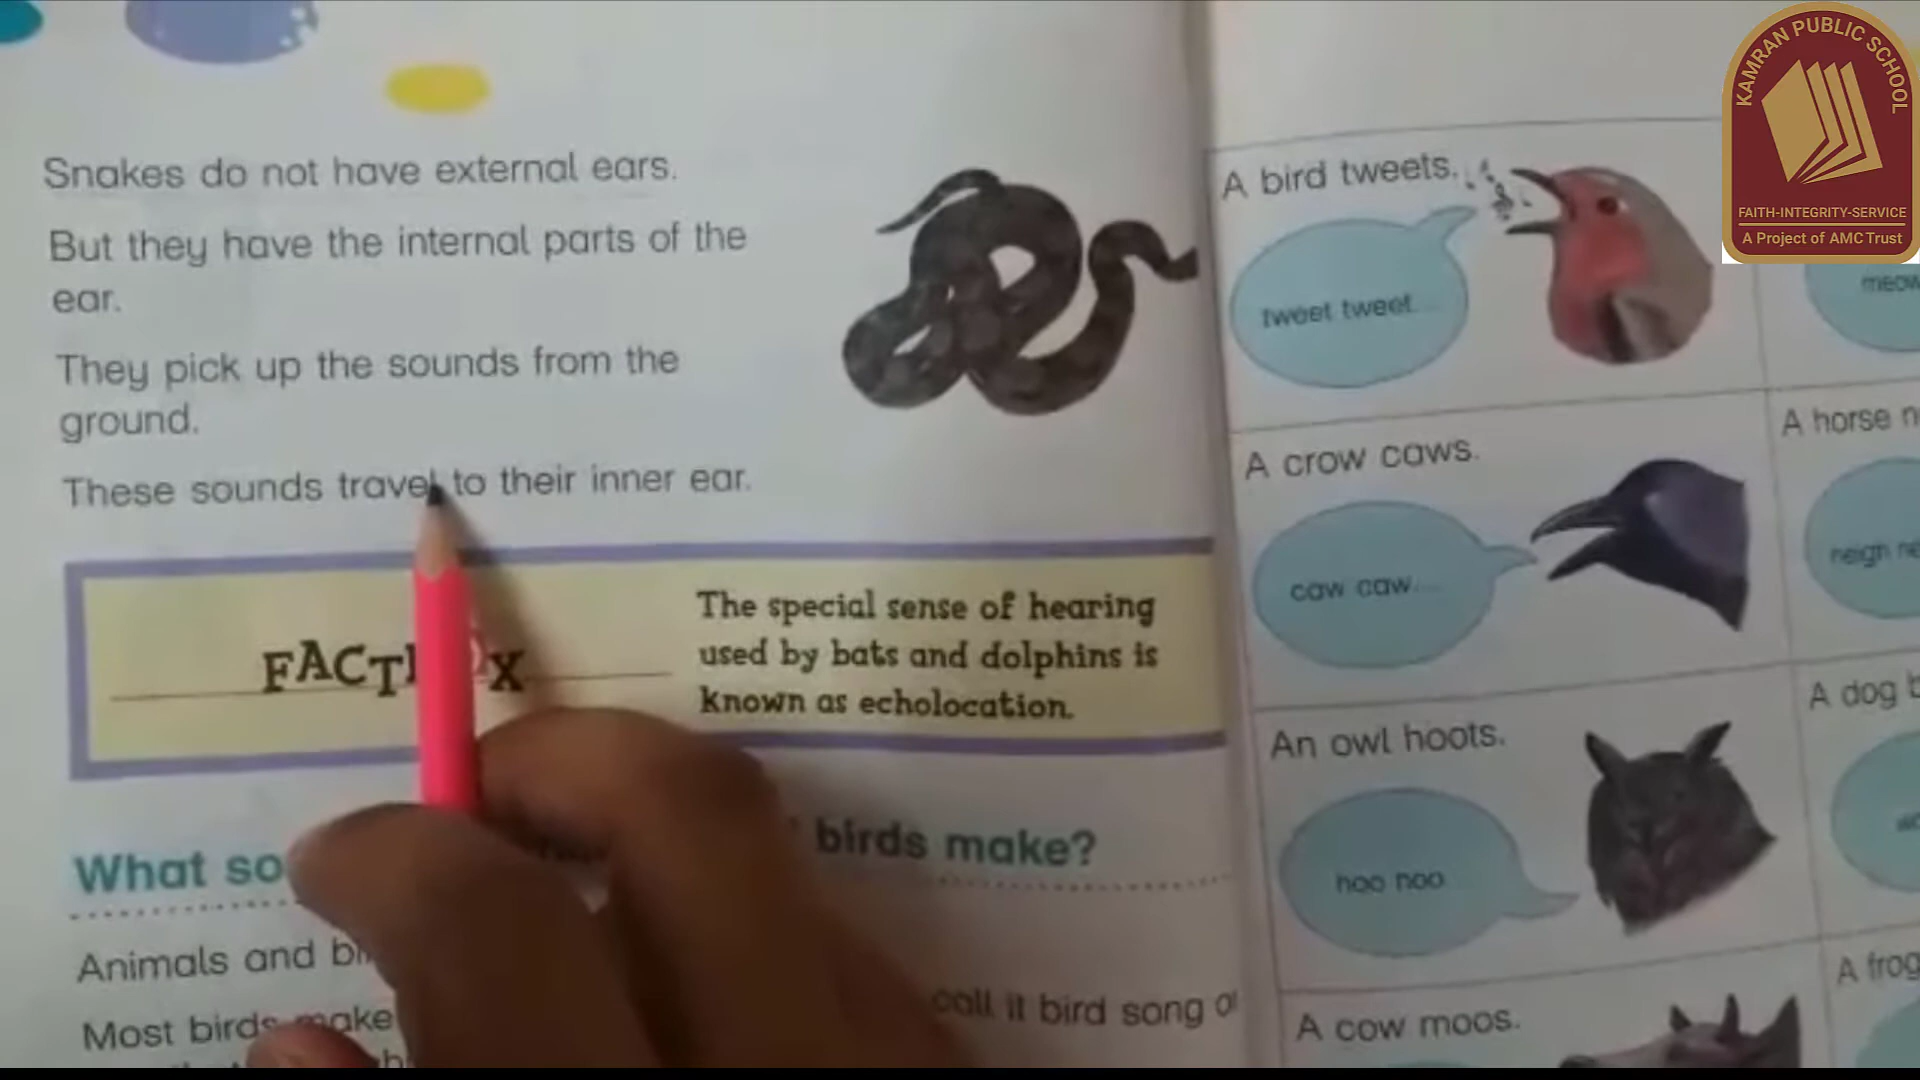 Snakes do not have external ears.
But they have the internal parts of the
ear.
They pick up the sounds from the
ground.
These sounds travel to their inner ear.
The special sense of hearing
used by bats and dolphins is
known as echolocation.
What
birds make?
Animals and
Most birds make
call it bird song
A bird tweets.
tweet tweet...
A crow caws.
caw caw...
An owl hoots.
hoo hoo
A cow moos.
meow
A horse
neigh
A dog
A frog
KAMRAN PUBLIC SCHOOL
FAITH-INTEGRITY-SERVICE
A Project of AMC Trust